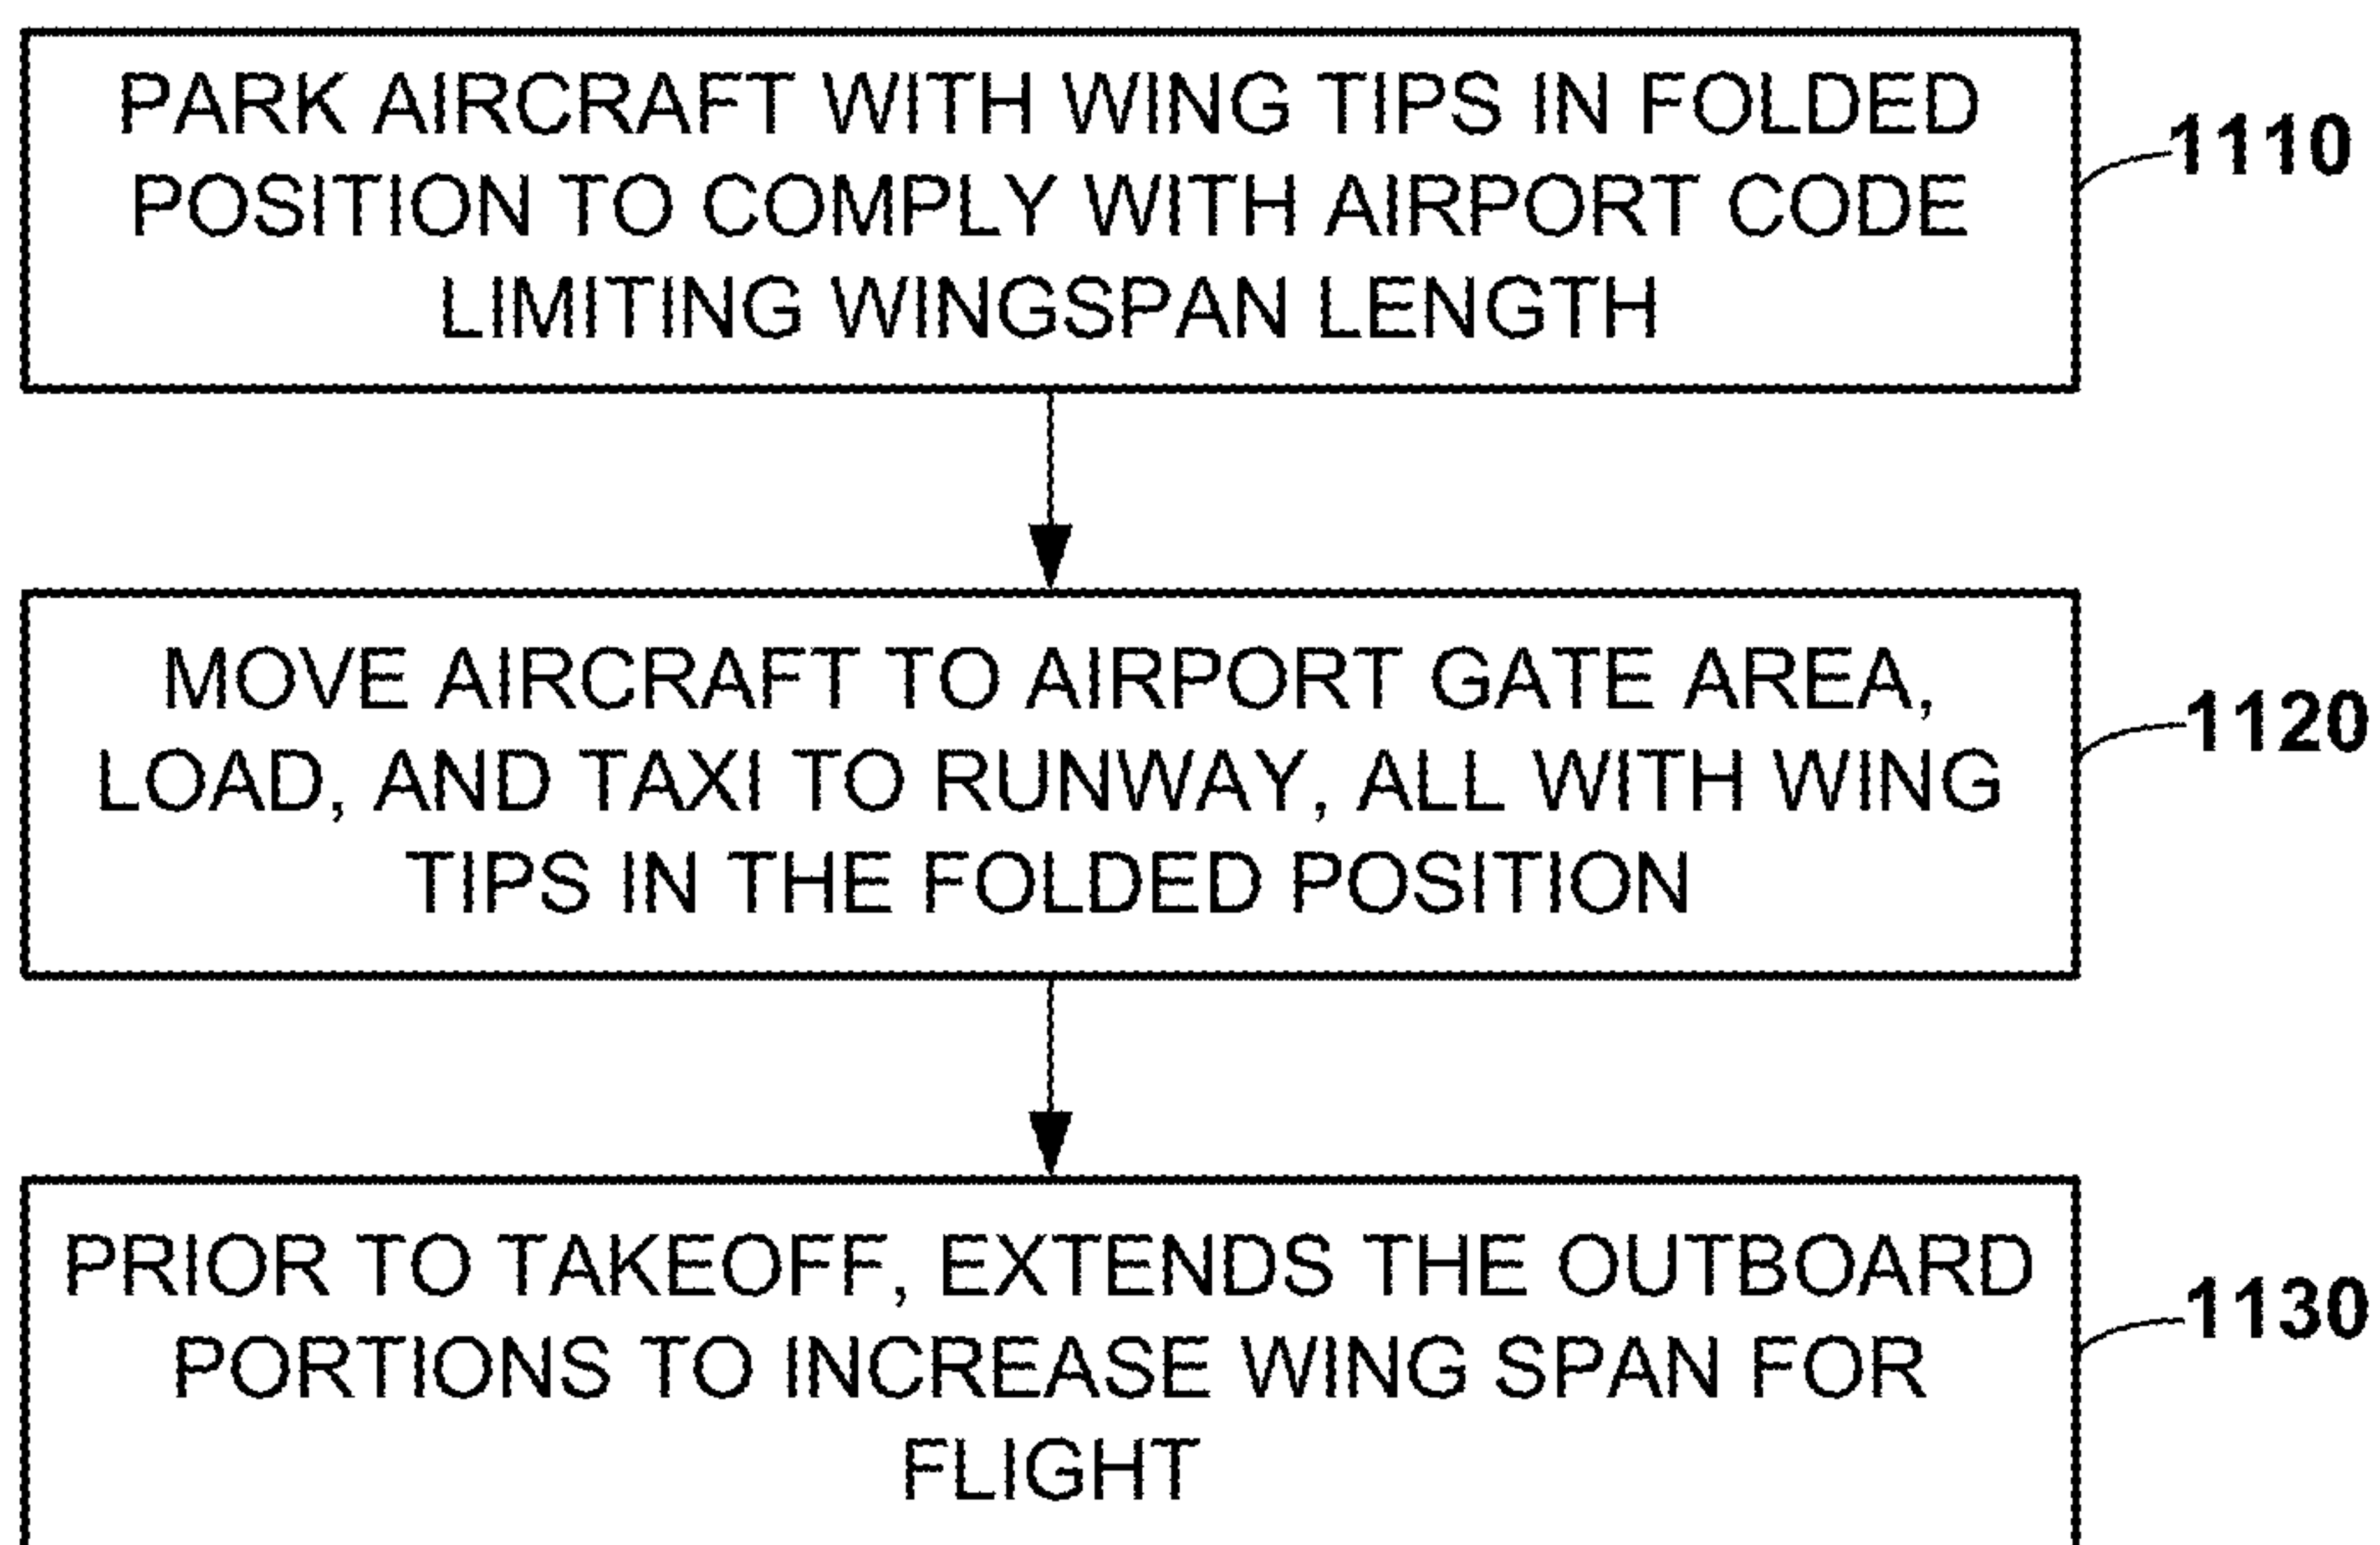 PARK AIRCRAFT WITH WING TIPS IN FOLDED
POSITION TO COMPLY WITH AIRPORT CODE
LIMITING WINGSPAN LENGTH
1110
MOVE AIRCRAFT TO AIRPORT GATE AREA,
LOAD, AND TAXI TO RUNWAY, ALL WITH WING
TIPS IN THE FOLDED POSITION
1120
PRIOR TO TAKEOFF, EXTENDS THE OUTBOARD
PORTIONS TO INCREASE WING SPAN FOR
FLIGHT
1130